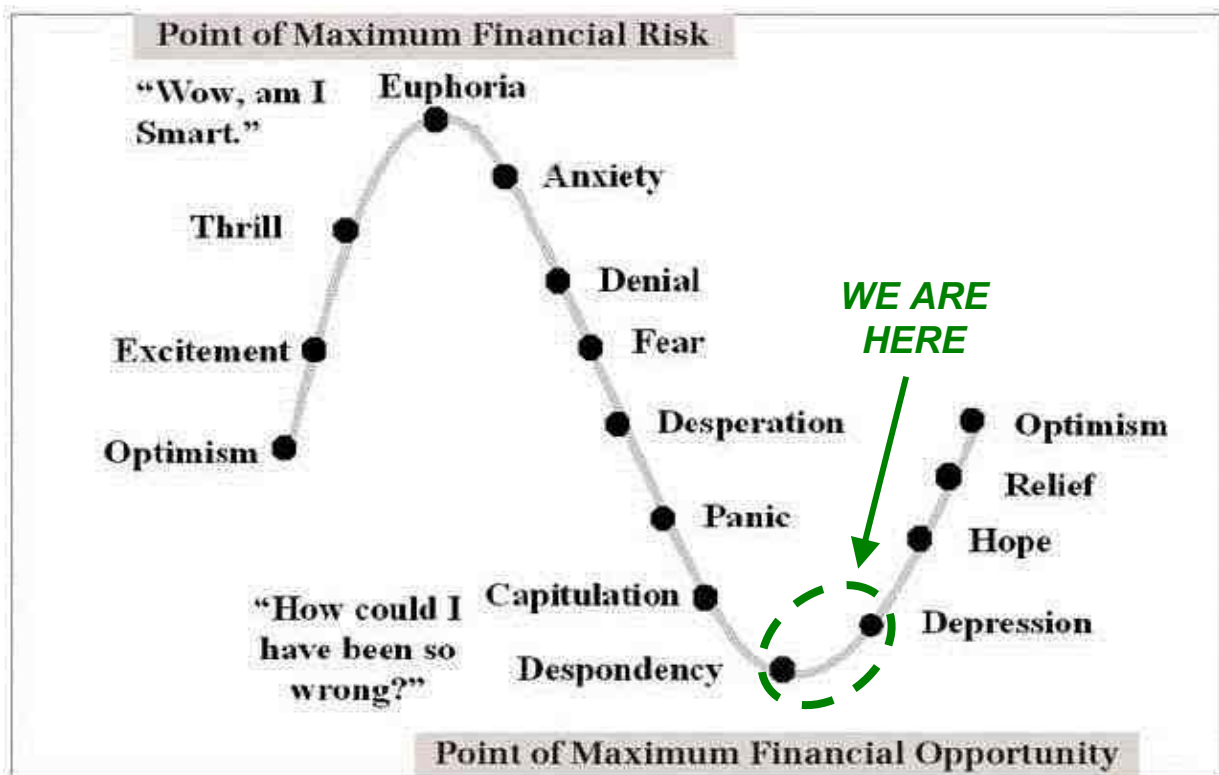 Point of Maximum Financial Risk
“Wow, am I
Smart.”
Euphoria
Anxiety
Thrill
Denial
WE ARE
HERE
Excitement
Fear
Optimism
Desperation
Optimism
Relief
Panic
Hope
Capitulation
“How could I
have been so
wrong?”
Depression
Despondency
Point of Maximum Financial Opportunity